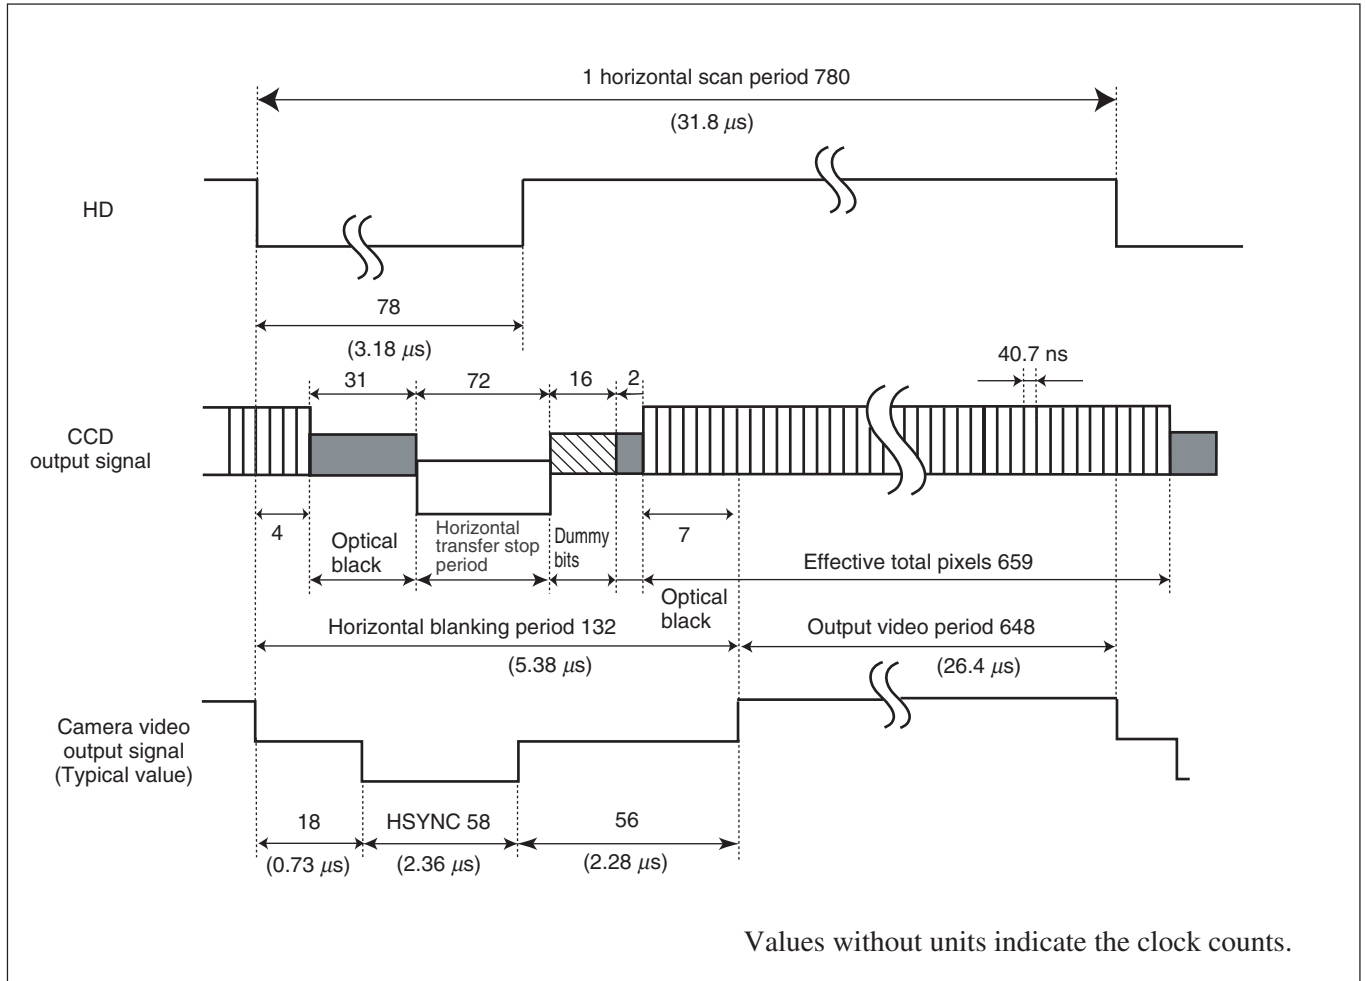 1 horizontal scan period 780
(31.8 μs)
HD
78
(3.18 μs)
40.7 ns
31
72
16
2
CCD
output signal
4
Optical
black
Horizontal
transfer stop
period
Dummy
bits
7
Effective total pixels 659
Optical
black
Horizontal blanking period 132
(5.38 μs)
Output video period 648
(26.4 μs)
Camera video
output signal
(Typical value)
18
(0.73 μs)
HSYNC 58
(2.36 μs)
56
(2.28 μs)
Values without units indicate the clock counts.